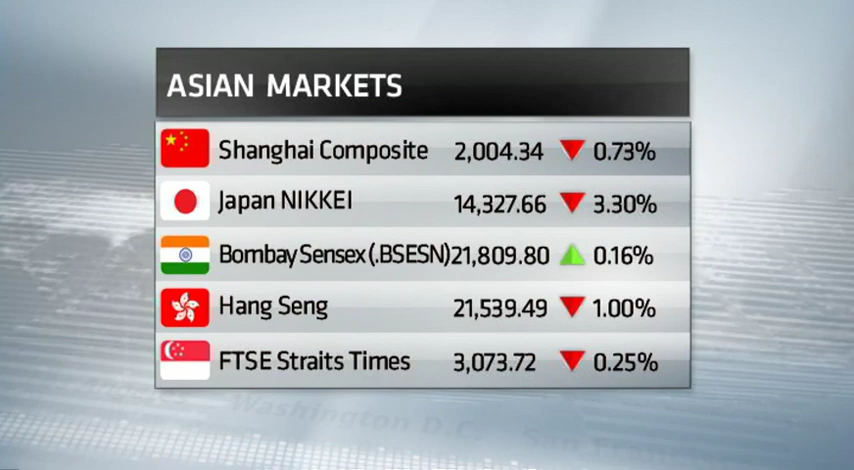 ASIAN MARKETS
Shanghai Composite 2,004.34 ▼ 0.73%
Japan NIKKEI 14,327.66 ▼ 3.30%
Bombay Sensex (.BSESN) 21,809.80 ▲ 0.16%
Hang Seng 21,539.49 ▼ 1.00%
FTSE Straits Times 3,073.72 ▼ 0.25%
Washington D.C. San